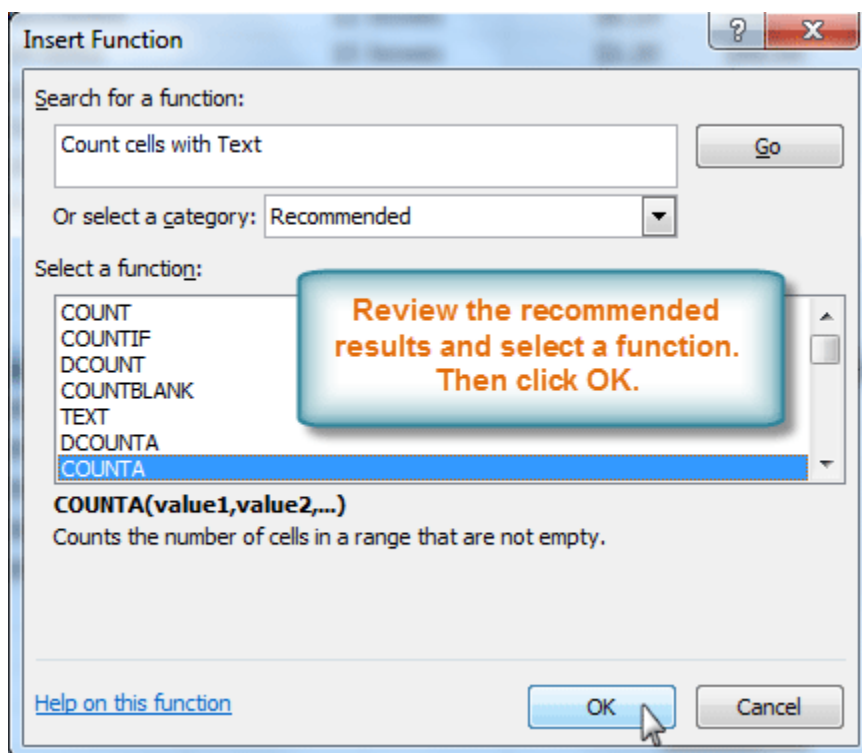 Insert Function
Search for a function:
Count cells with Text
Go
Or select a category: Recommended
Select a function:
COUNT
COUNTIF
DCOUNT
COUNTBLANK
TEXT
DCOUNTA
COUNTA
Review the recommended
results and select a function.
Then click OK.
COUNTA(value1,value2,...)
Counts the number of cells in a range that are not empty.
Help on this function
OK
Cancel